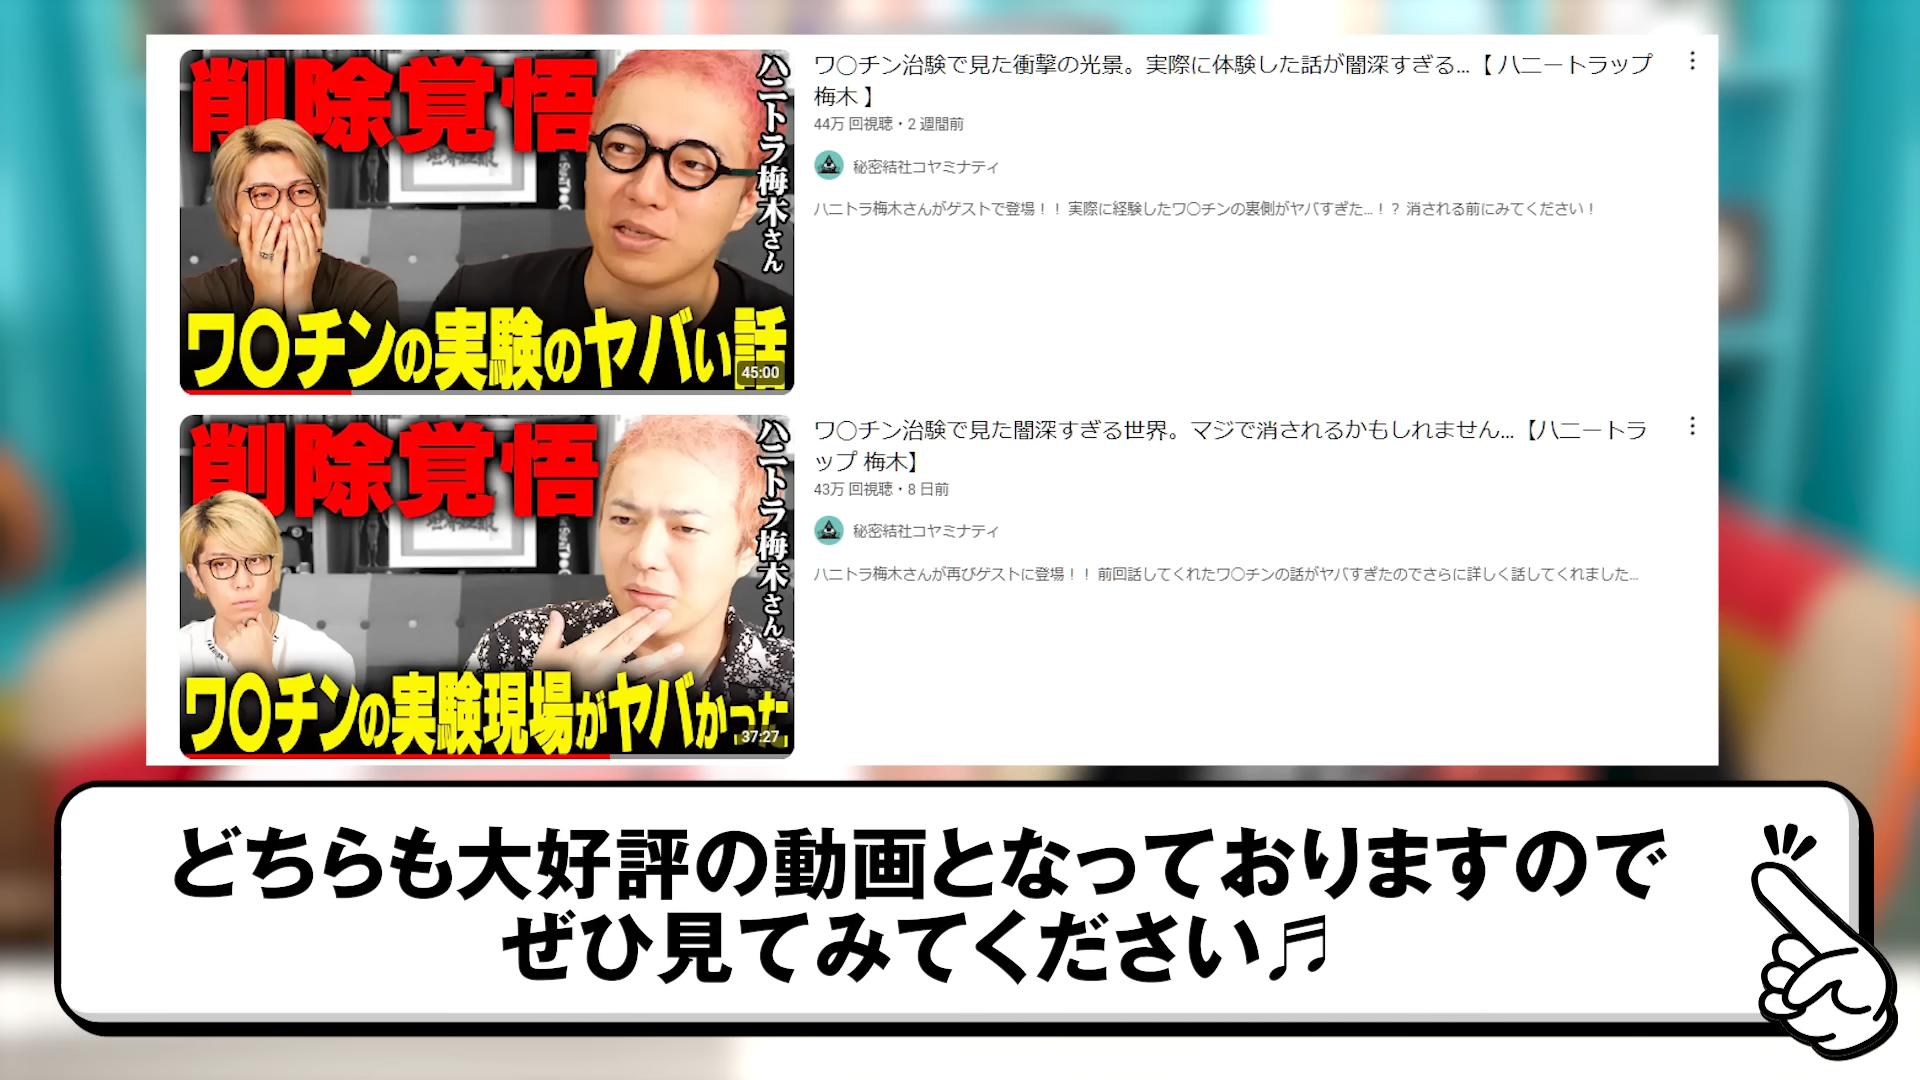 削除覚悟
ハニトラ梅木さん
ワ〇チンの実験のヤバい話
45:00
ワ〇チン治験で見た衝撃の光景。実際に体験した話が闇深すぎる...【 ハニートラップ
梅木 】
44万 回視聴・2 週間前
秘密結社コヤミナティ
ハニトラ梅木さんがゲストで登場！！ 実際に経験したワ〇チンの裏側がヤバすぎた...！？ 消される前にみてください！
削除覚悟
ハニトラ梅木さん
ワ〇チンの実験現場がヤバかった
37:27
ワ〇チン治験で見た闇深すぎる世界。マジで消されるかもしれません...【ハニートラ
ップ 梅木】
43万 回視聴・8 日前
秘密結社コヤミナティ
ハニトラ梅木さんが再びゲストに登場！！ 前回話してくれたワ〇チンの話がヤバすぎたのでさらに詳しく話してくれました...
どちらも大好評の動画となっておりますので
ぜひ見てみてください♬